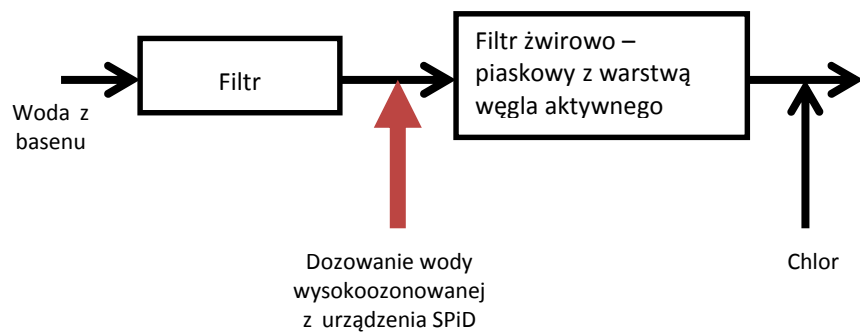 Filtr
Filtr żwirowo –
piaskowy z warstwą
węgla aktywnego
Woda z
basenu
Dozowanie wody
wysokoozonowanej
z urządzenia SPiD
Chlor